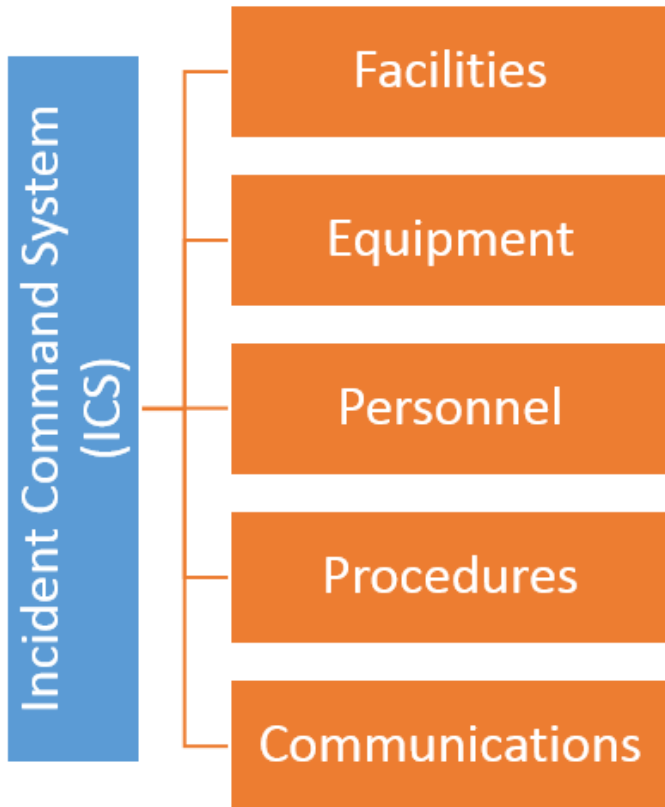 Incident Command System
(ICS)
Facilities
Equipment
Personnel
Procedures
Communications